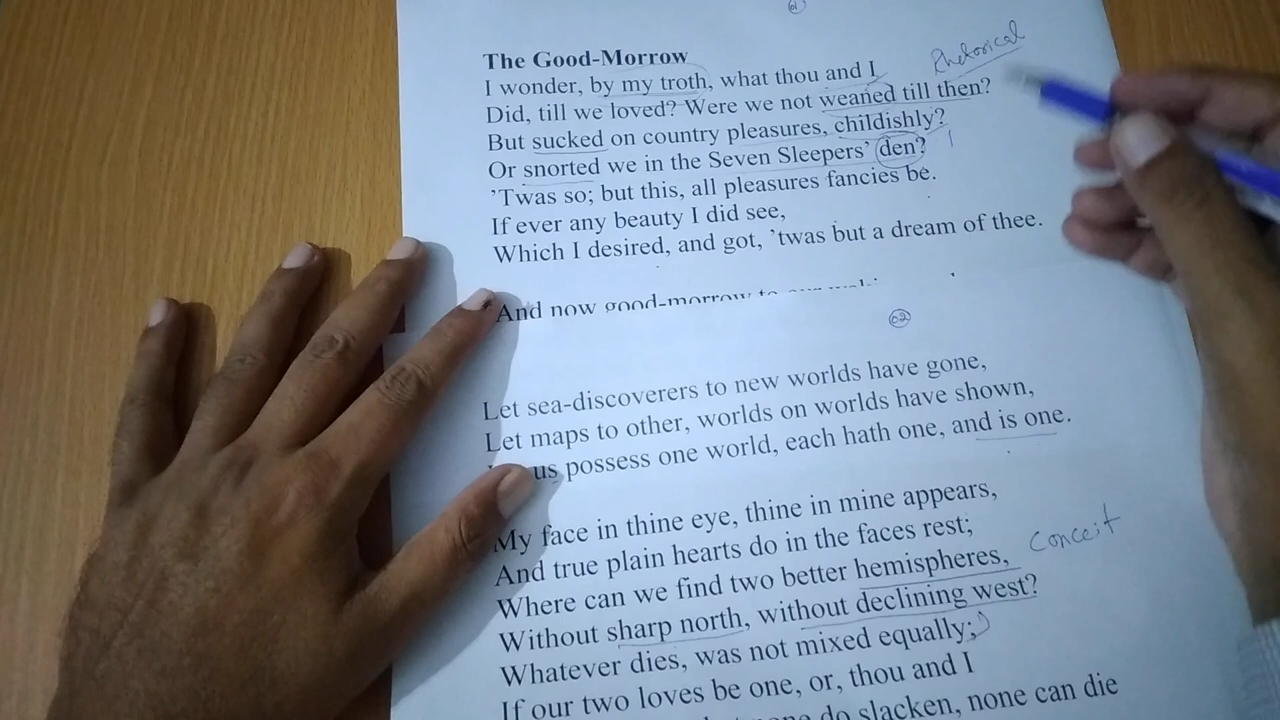 01
The Good-Morrow
Rhetorical
I wonder, by my troth, what thou and I
Did, till we loved? Were we not weaned till then?
But sucked on country pleasures, childishly?
Or snorted we in the Seven Sleepers’ den?
’Twas so; but this, all pleasures fancies be.
If ever any beauty I did see,
Which I desired, and got, ’twas but a dream of thee.
And now good-morrow to our
02
Let sea-discoverers to new worlds have gone,
Let maps to other, worlds on worlds have shown,
us possess one world, each hath one, and is one.
My face in thine eye, thine in mine appears,
And true plain hearts do in the faces rest;
Where can we find two better hemispheres,
Conceit
Without sharp north, without declining west?
Whatever dies, was not mixed equally;
If our two loves be one, or, thou and I
none do slacken, none can die